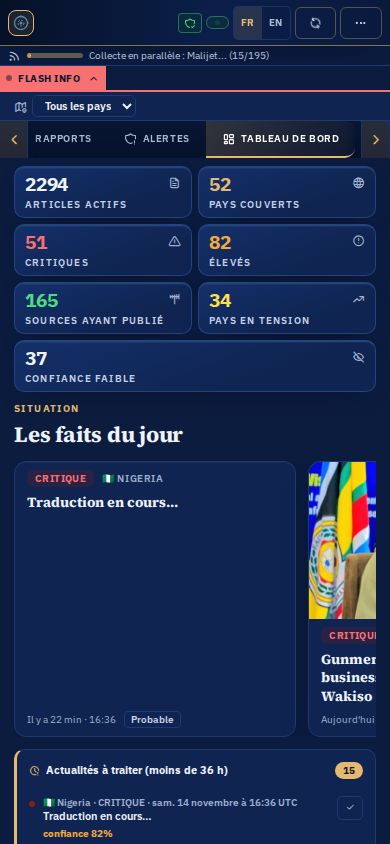 FR
EN
Collecte en parallèle : Malijet... (15/195)
FLASH INFO
Tous les pays
RAPPORTS
ALERTES
TABLEAU DE BORD
2294
ARTICLES ACTIFS
52
PAYS COUVERTS
51
CRITIQUES
82
ÉLEVÉS
165
SOURCES AYANT PUBLIÉ
34
PAYS EN TENSION
37
CONFIANCE FAIBLE
SITUATION
Les faits du jour
CRITIQUE
NIGERIA
Traduction en cours...
Il y a 22 min · 16:36
Probable
Gunmen
Wakiso
Aujourd'hui
Actualités à traiter (moins de 36 h)
15
Nigeria · CRITIQUE · sam. 14 novembre à 16:36 UTC
Traduction en cours...
confiance 82%